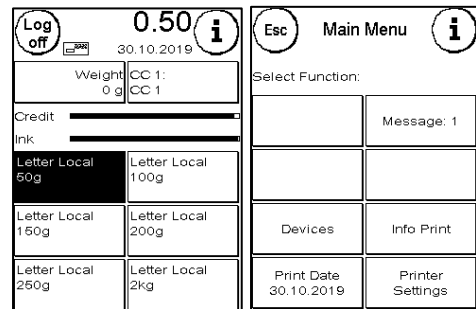 Log
off
0.50
i
30.10.2019
Weight
0 g
CC 1:
CC 1
Credit
Ink
Letter Local
50g
Letter Local
100g
Letter Local
150g
Letter Local
200g
Letter Local
250g
Letter Local
2kg
Esc
Main Menu
i
Select Function:
Message: 1
Devices
Info Print
Print Date
30.10.2019
Printer
Settings